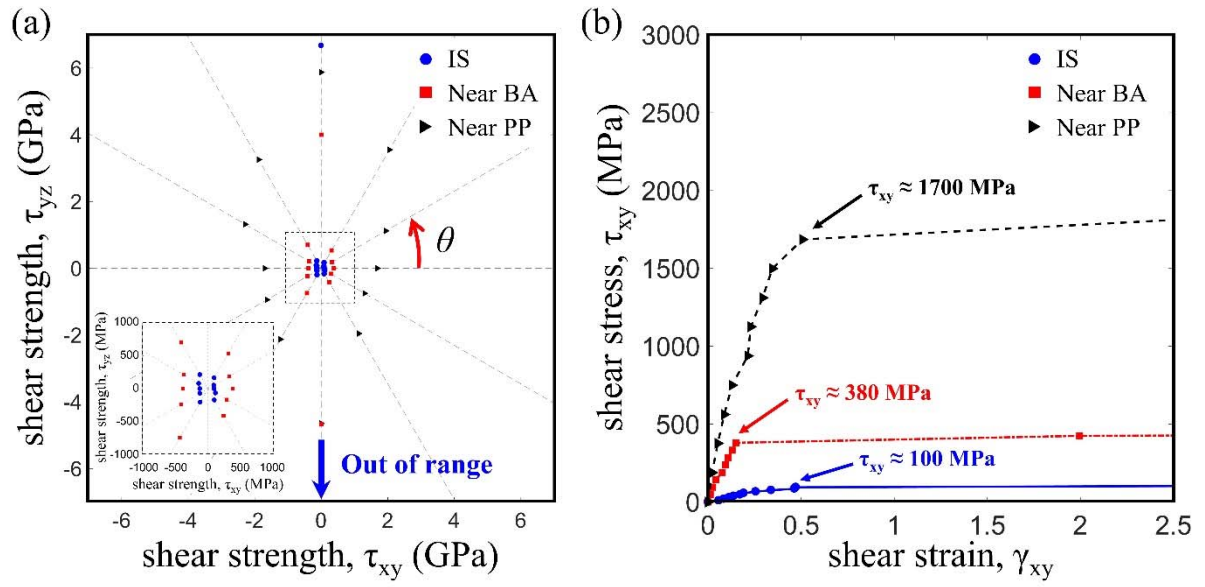 (a)
shear strength, τyz (GPa)
6
4
2
0
-2
-4
-6
-6
-4
-2
0
2
4
6
shear strength, τxy (GPa)
IS
Near BA
Near PP
θ
Out of range
shear strength, τyz (MPa)
1000
500
0
-500
-1000
-1000
-500
0
500
1000
shear strength, τxy (MPa)
(b)
shear stress, τxy (MPa)
3000
2500
2000
1500
1000
500
0
0
0.5
1
1.5
2
2.5
shear strain, γxy
IS
Near BA
Near PP
τxy ≈ 1700 MPa
τxy ≈ 380 MPa
τxy ≈ 100 MPa